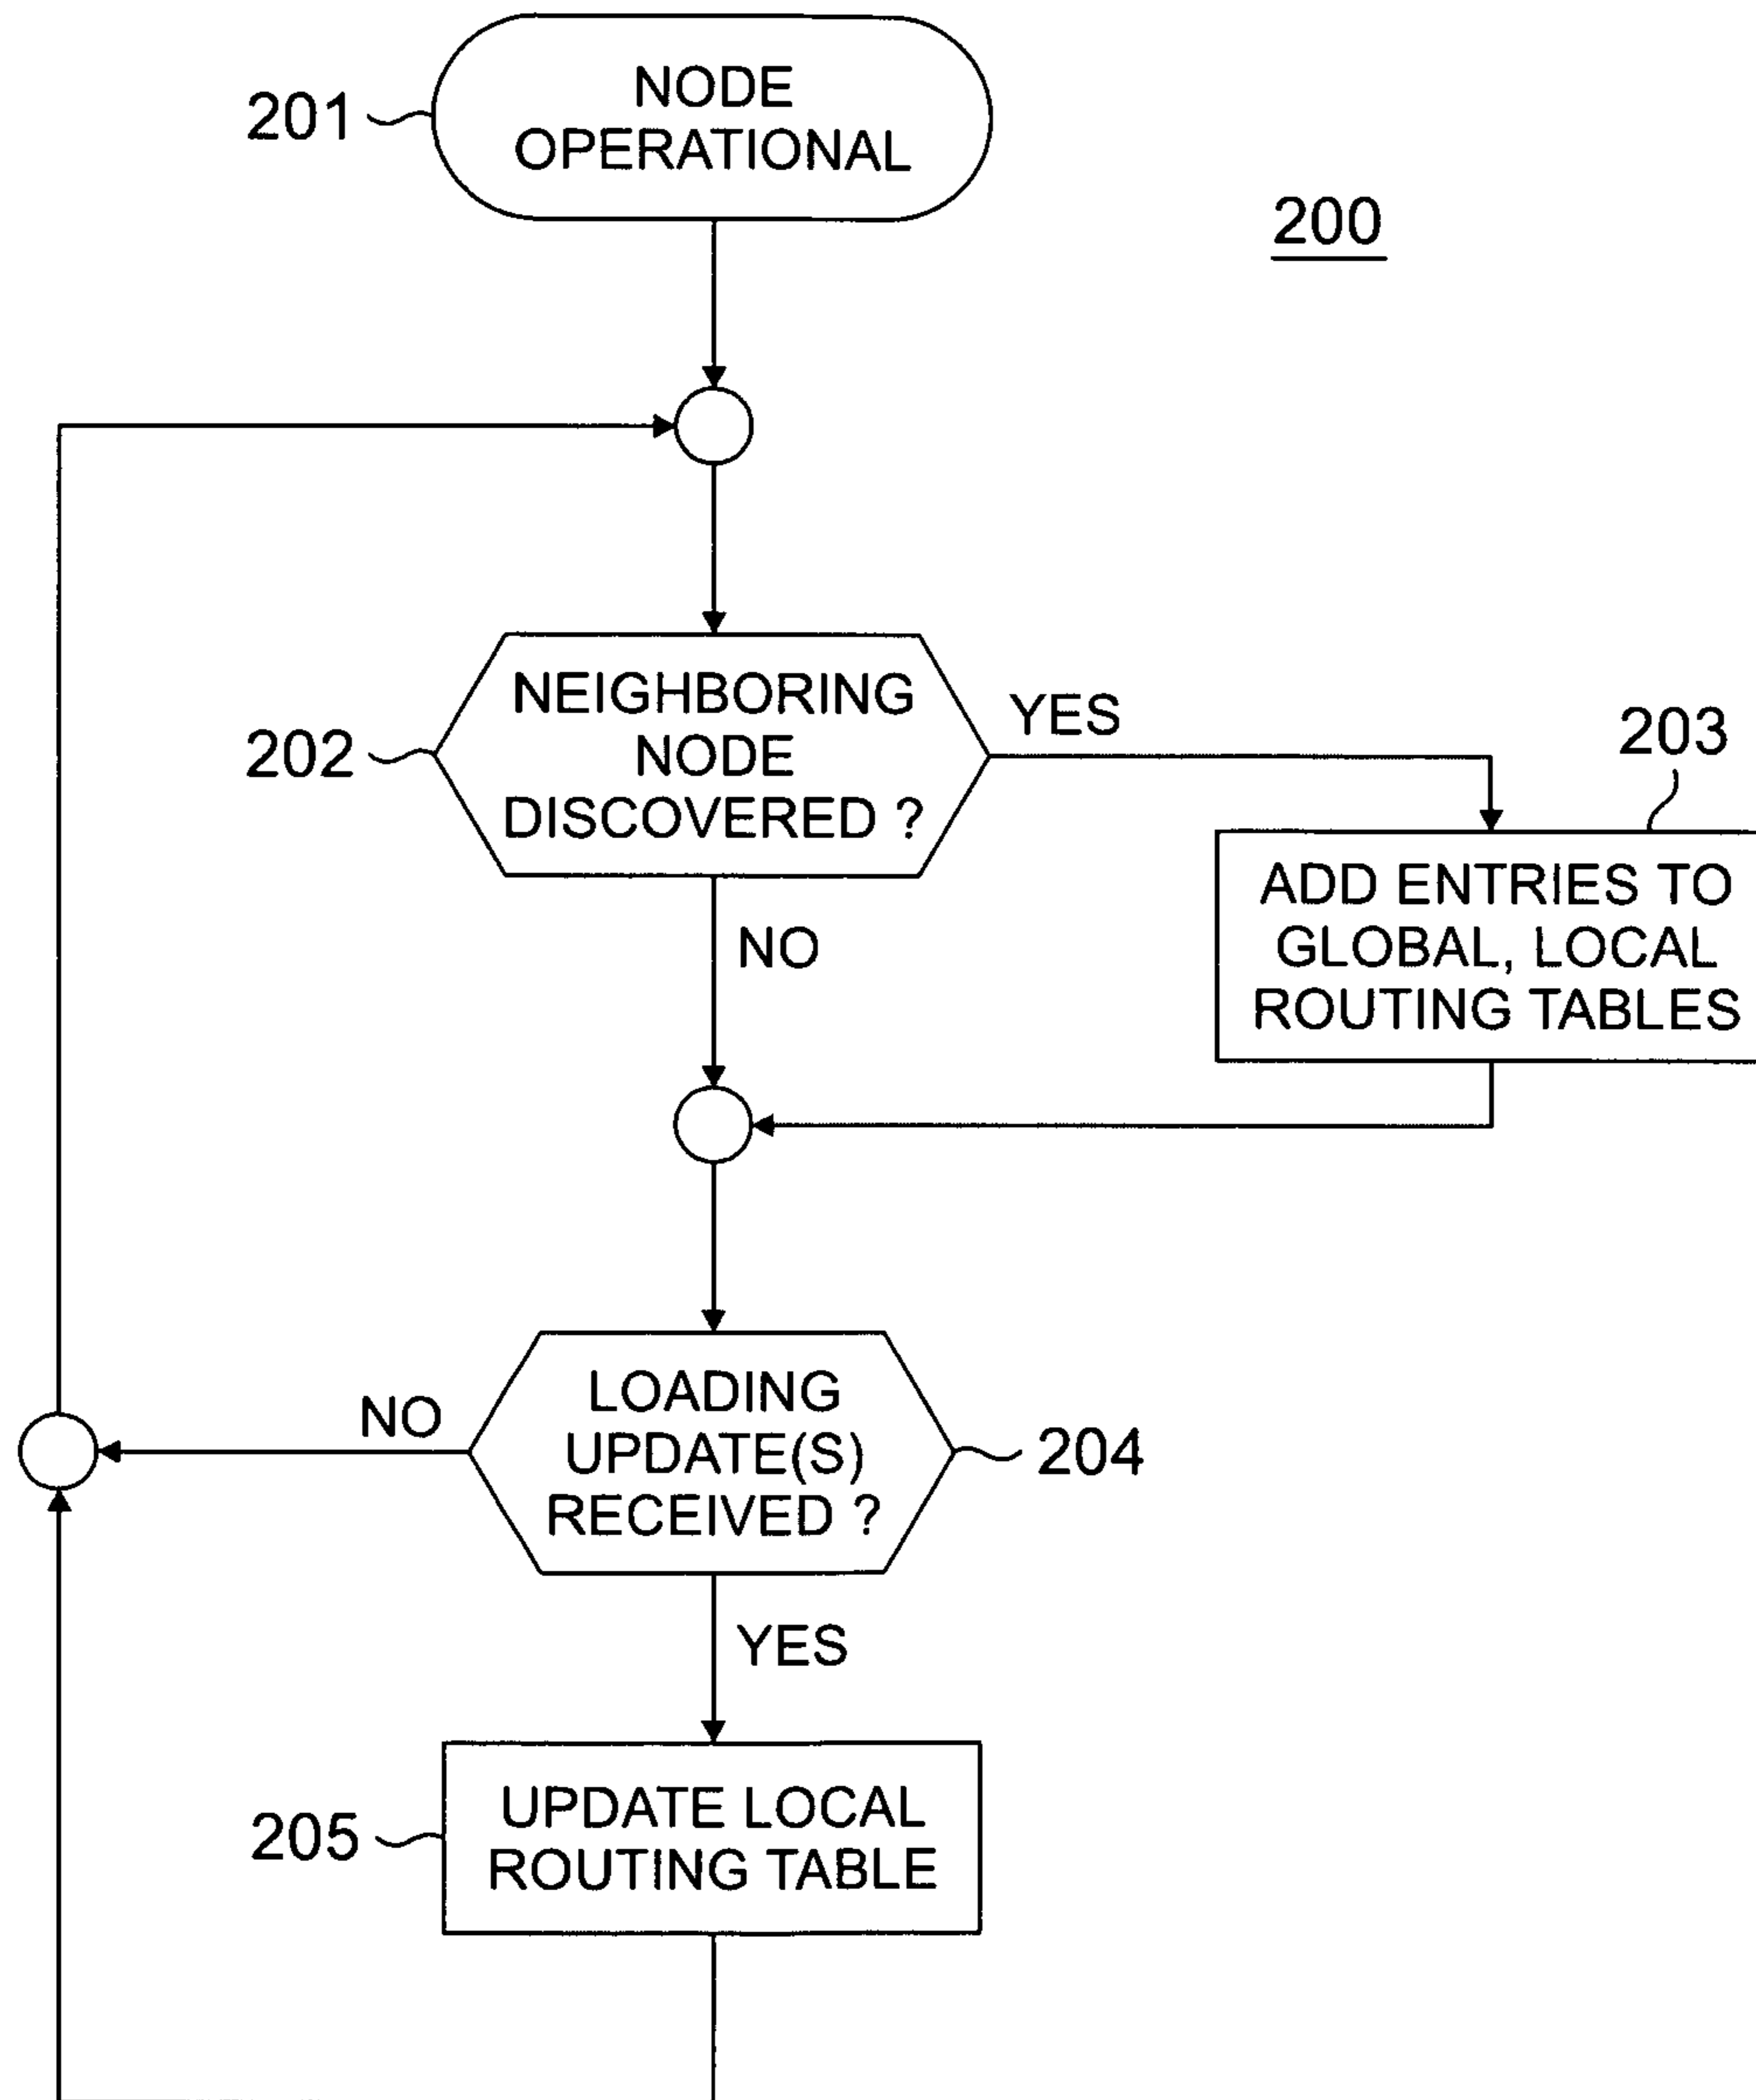 201
NODE
OPERATIONAL
200
202
NEIGHBORING
NODE
DISCOVERED ?
YES
203
ADD ENTRIES TO
GLOBAL, LOCAL
ROUTING TABLES
NO
NO
LOADING
UPDATE(S)
RECEIVED ?
204
YES
205
UPDATE LOCAL
ROUTING TABLE